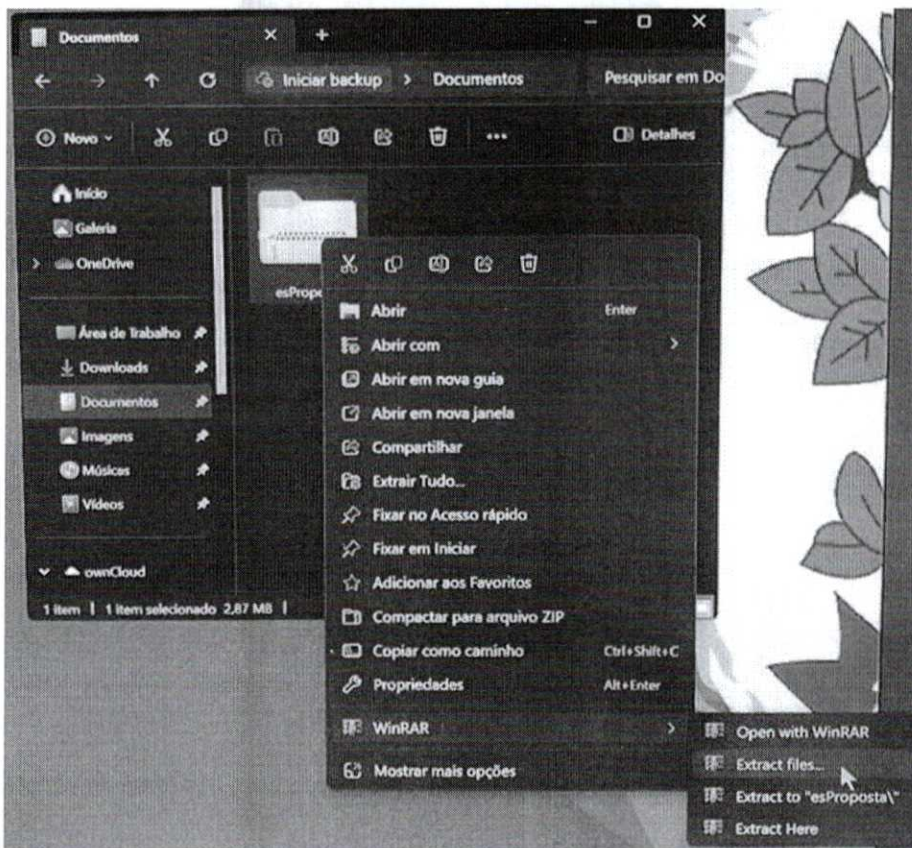 Documentos
Iniciar backup > Documentos
Pesquisar em Do
Novo
Detalhes
Início
Galeria
OneDrive
Área de Trabalho
Downloads
Documentos
Imagens
Músicas
Vídeos
ownCloud
1 item | 1 item selecionado 2,87 MB |
esPropo
Abrir Enter
Abrir com
Abrir em nova guia
Abrir em nova janela
Compartilhar
Extrair Tudo...
Fixar no Acesso rápido
Fixar em Iniciar
Adicionar aos Favoritos
Compactar para arquivo ZIP
Copiar como caminho Ctrl+Shift+C
Propriedades Alt+Enter
WinRAR
Mostrar mais opções
Open with WinRAR
Extract files...
Extract to "esProposta\"
Extract Here